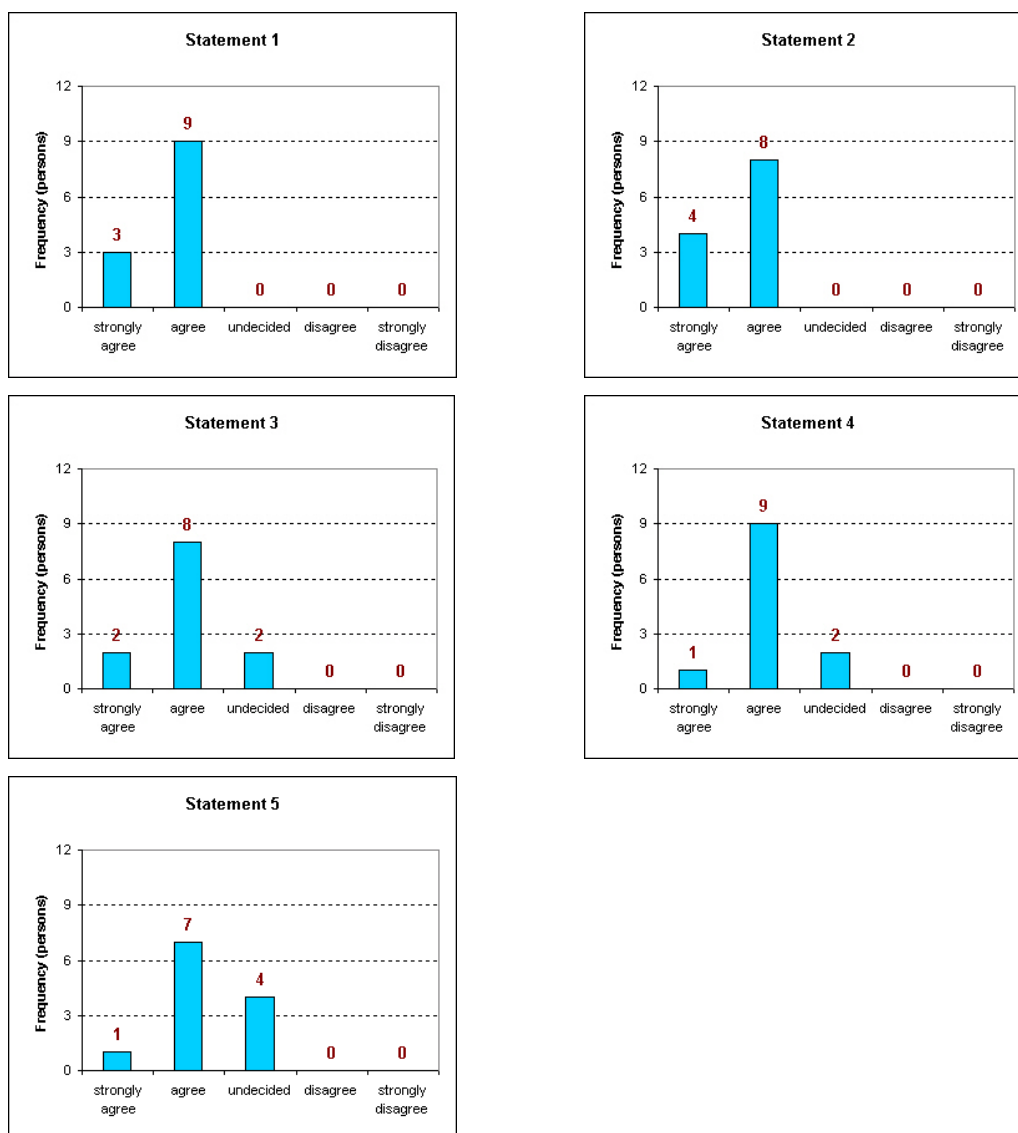 Statement 1
Frequency (persons)
12
9
6
3
0
3
9
0
0
0
strongly agree
agree
undecided
disagree
strongly disagree
Statement 2
Frequency (persons)
12
9
6
3
0
4
8
0
0
0
strongly agree
agree
undecided
disagree
strongly disagree
Statement 3
Frequency (persons)
12
9
6
3
0
2
8
2
0
0
strongly agree
agree
undecided
disagree
strongly disagree
Statement 4
Frequency (persons)
12
9
6
3
0
1
9
2
0
0
strongly agree
agree
undecided
disagree
strongly disagree
Statement 5
Frequency (persons)
12
9
6
3
0
1
7
4
0
0
strongly agree
agree
undecided
disagree
strongly disagree